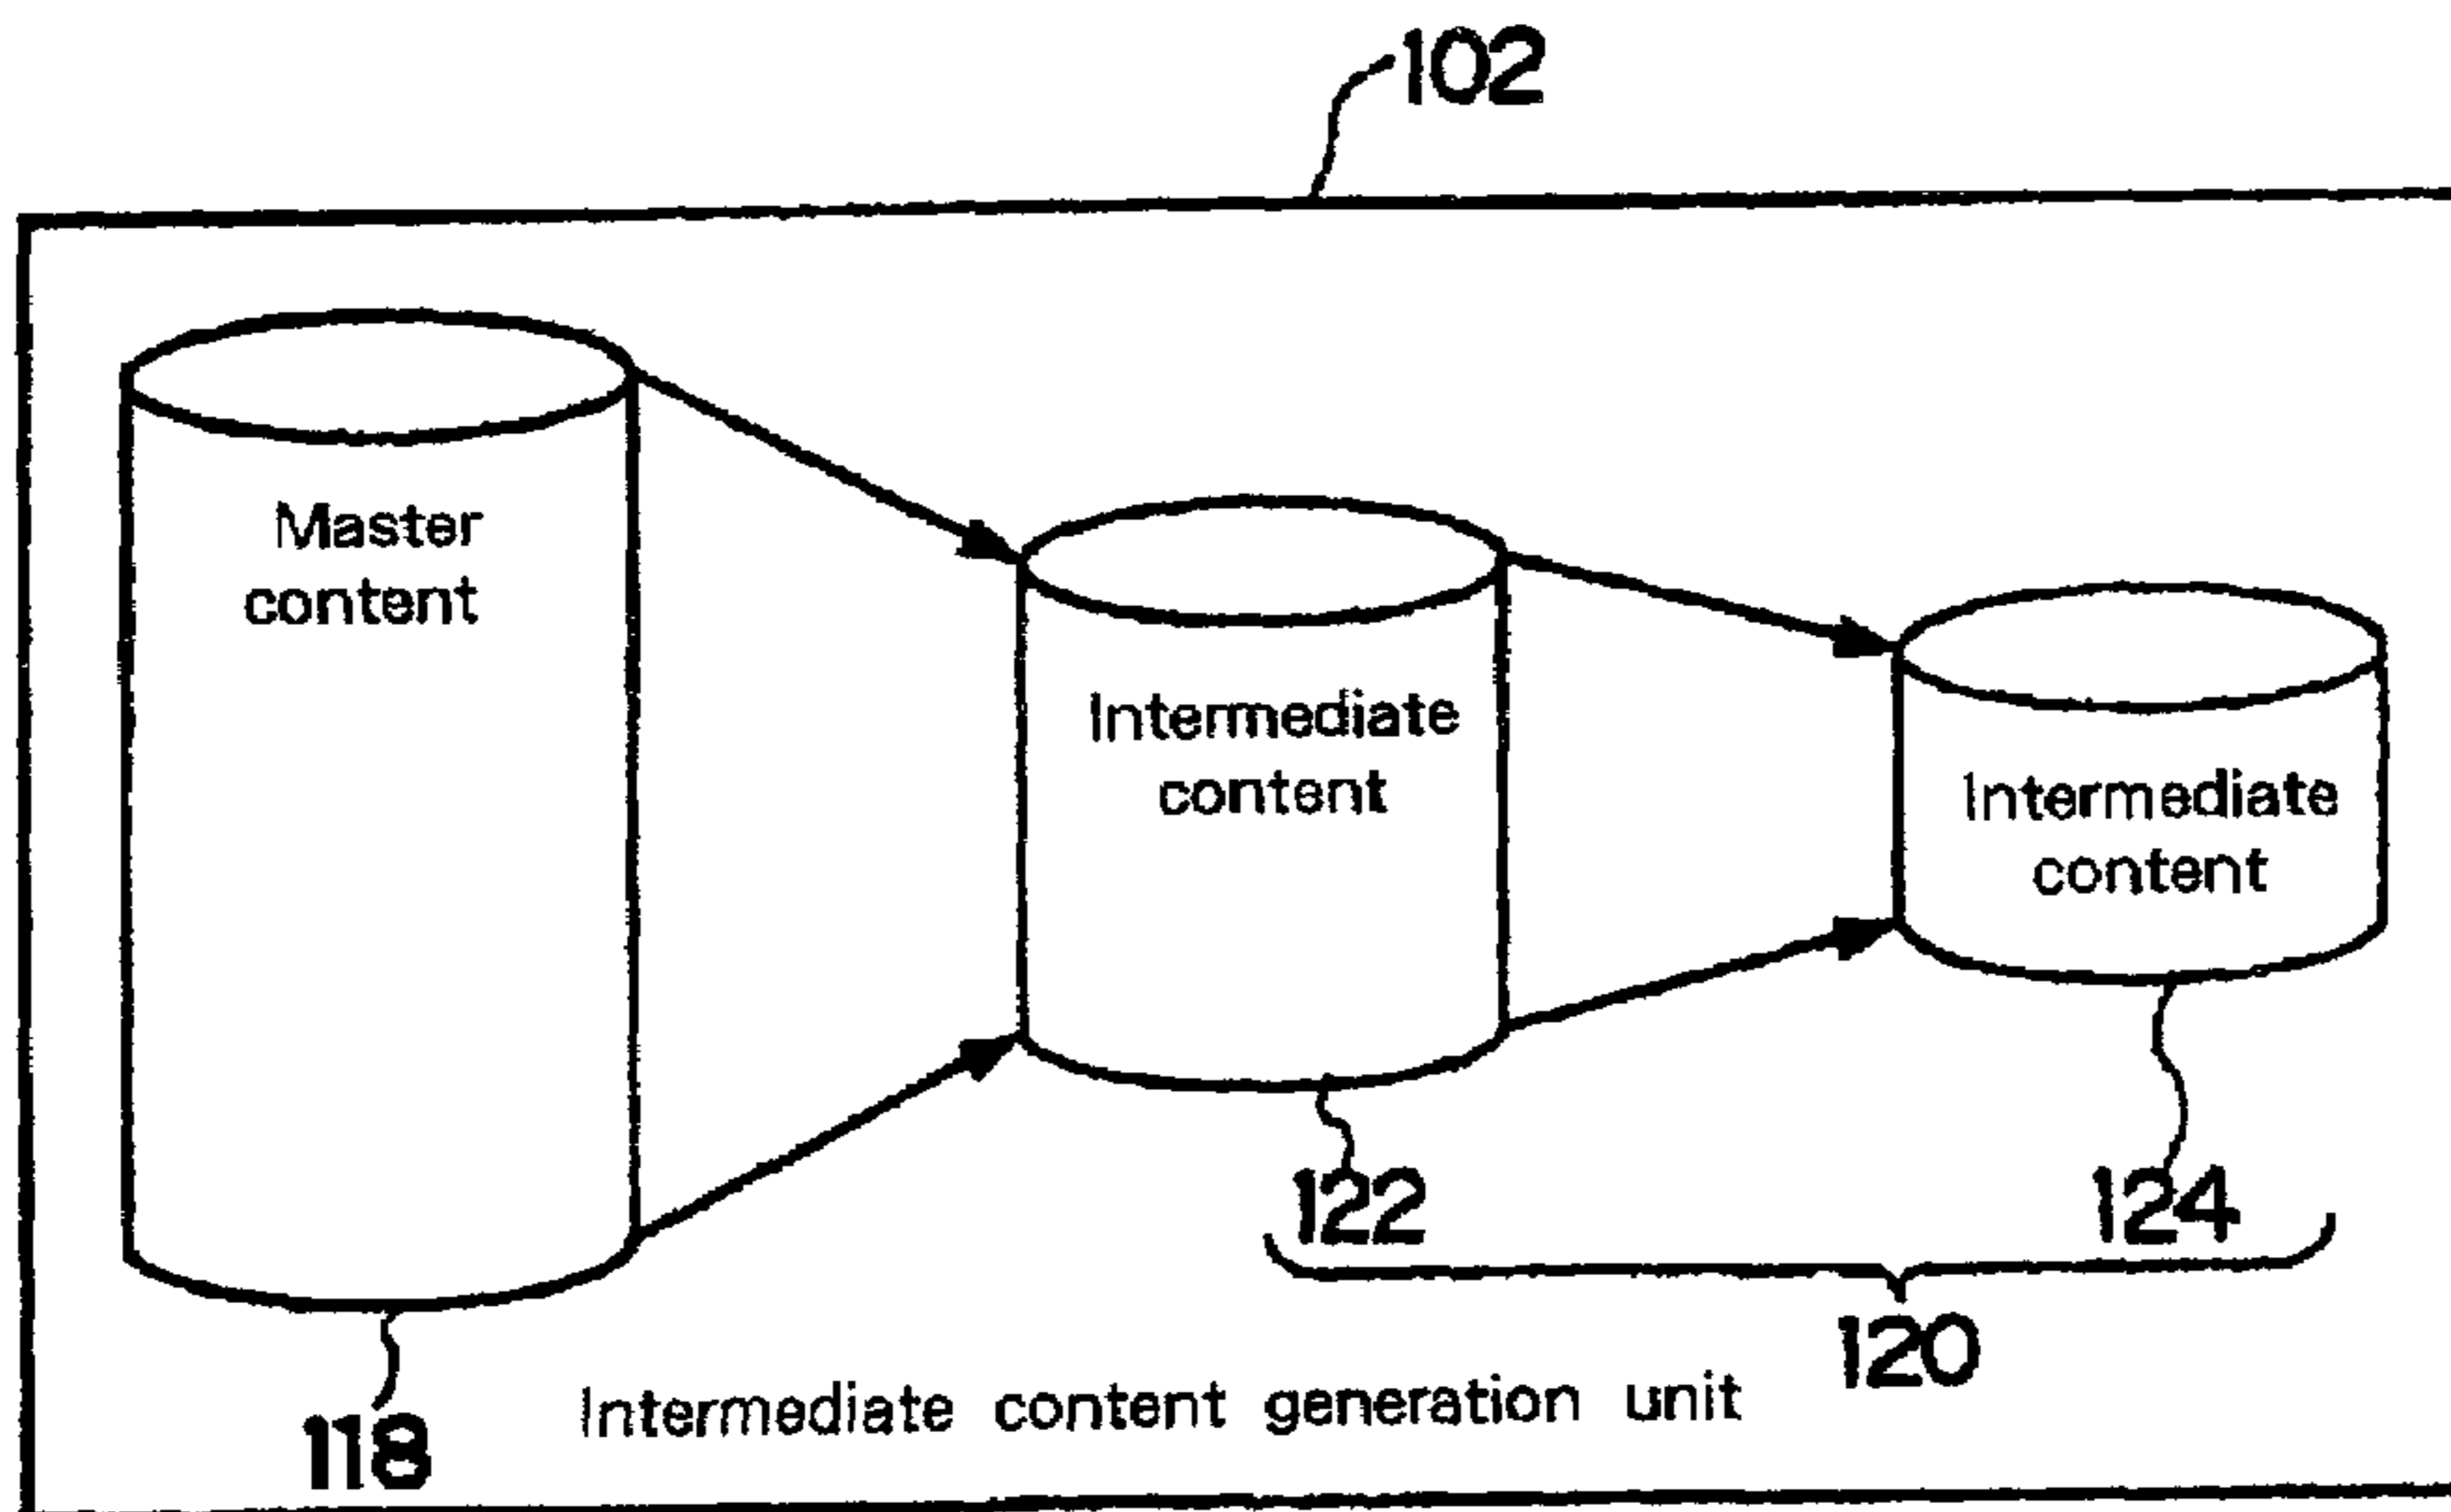 102
Master
content
Intermediate
content
Intermediate
content
122
124
120
118
Intermediate content generation unit